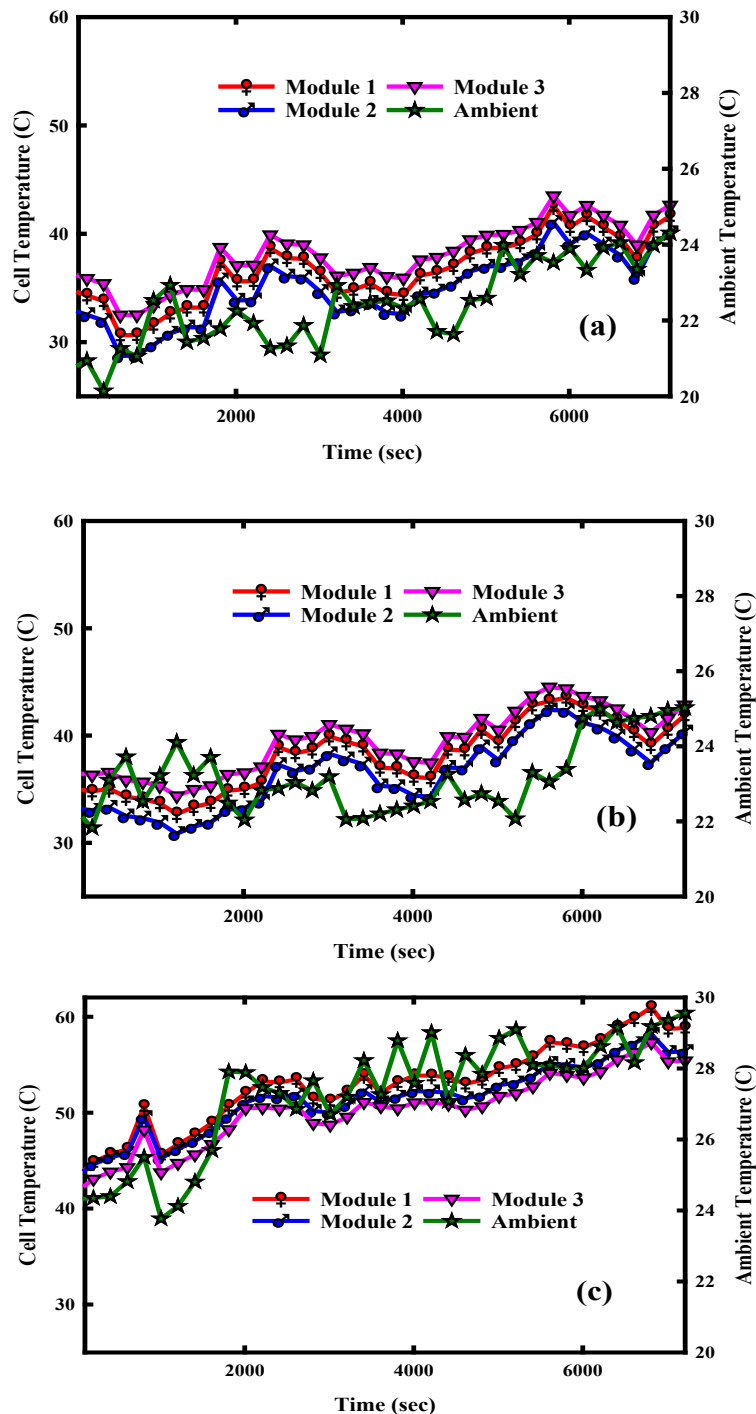 60
50
40
30
Cell Temperature (C)
Module 1
Module 3
Module 2
Ambient
30
28
26
24
22
20
Ambient Temperature (C)
(a)
2000
4000
6000
Time (sec)
60
50
40
30
Cell Temperature (C)
Module 1
Module 3
Module 2
Ambient
30
28
26
24
22
20
Ambient Temperature (C)
(b)
2000
4000
6000
Time (sec)
60
50
40
30
Cell Temperature (C)
Module 1
Module 3
Module 2
Ambient
30
28
26
24
22
20
Ambient Temperature (C)
(c)
2000
4000
6000
Time (sec)